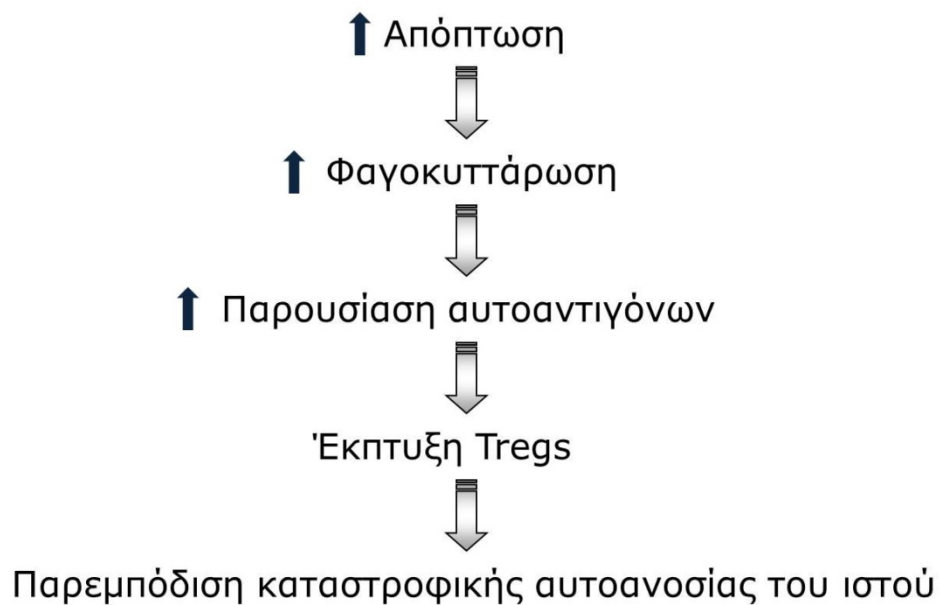 Απόπτωση
Φαγοκυττάρωση
Παρουσίαση αυτοαντιγόνων
Έκπτυξη Tregs
Παρεμπόδιση καταστροφικής αυτοανοσίας του ιστού